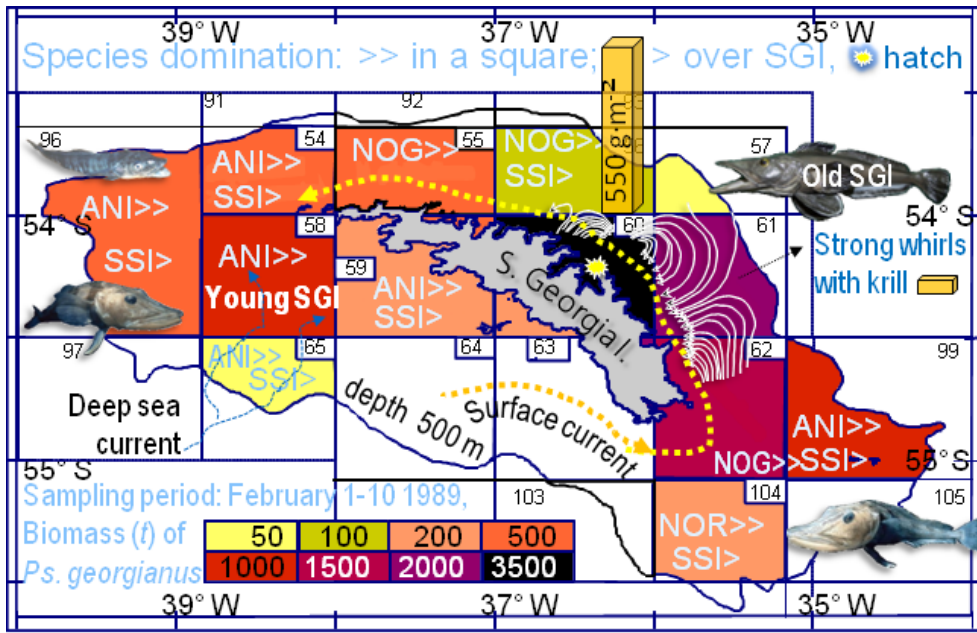 39° W 37° W 35° W
Species domination: >> in a square; > over SGI, hatch
91 92
96 54 55 57
ANI>> NOG>> NOG>>
SSI> SSI>
550 g·m⁻²
Old SGI
54° S ANI>> 58 60 61 54° S
SSI> ANI>> 59 ANI>>
Young SGI SSI>
S. Georgia I.
Strong whirls
with krill
97 65 64 63 62 99
ANI>>
SSI>
Deep sea
current
depth 500 m
Surface current
ANI>>
NOG>> SSI>
55° S 55° S
Sampling period: February 1-10 1989,
103 104 105
Biomass (t) of
Ps. georgianus
50 100 200 500
1000 1500 2000 3500
NOR>>
SSI>
39° W 37° W 35° W